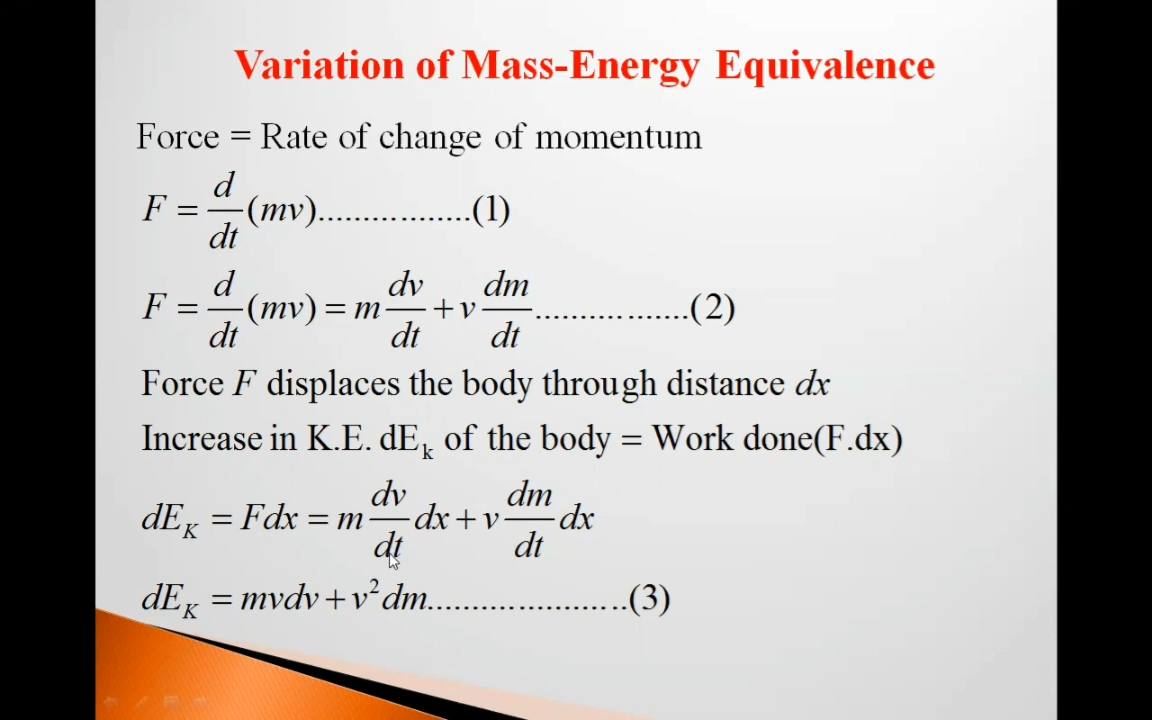 Variation of Mass-Energy Equivalence
Force = Rate of change of momentum
F = d/dt (mv).................(1)
F = d/dt (mv) = m dv/dt + v dm/dt .................(2)
Force F displaces the body through distance dx
Increase in K.E. dEₖ of the body = Work done(F.dx)
dE_K = Fdx = m dv/dt dx + v dm/dt dx
dE_K = mvdv + v² dm......................(3)